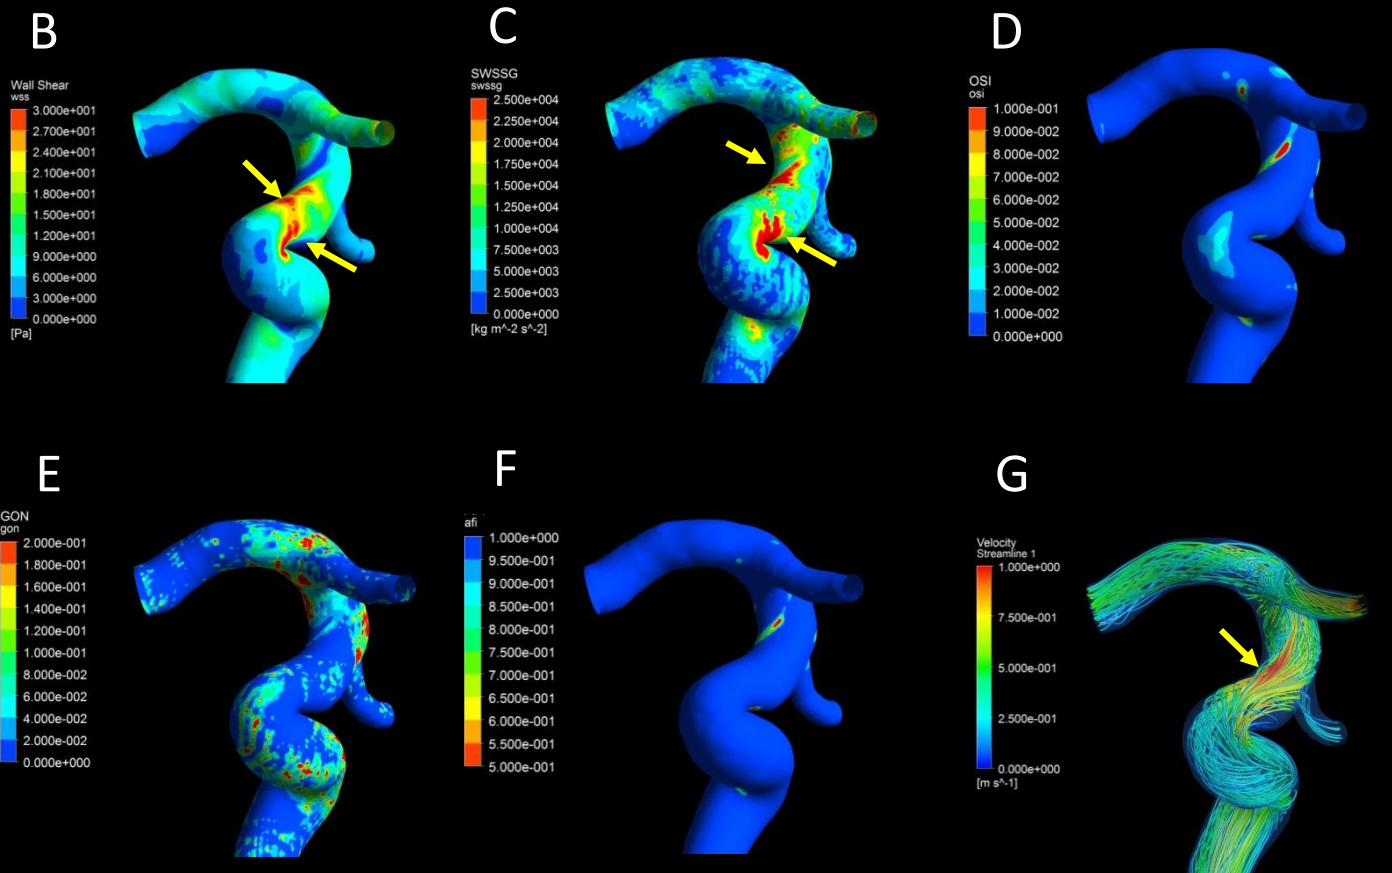 B
Wall Shear
wss
3.000e+001
2.700e+001
2.400e+001
2.100e+001
1.800e+001
1.500e+001
1.200e+001
9.000e+000
6.000e+000
3.000e+000
0.000e+000
[Pa]
C
SWSSG
swssg
2.500e+004
2.250e+004
2.000e+004
1.750e+004
1.500e+004
1.250e+004
1.000e+004
7.500e+003
5.000e+003
2.500e+003
0.000e+000
[kg m^-2 s^-2]
D
OSI
osi
1.000e-001
9.000e-002
8.000e-002
7.000e-002
6.000e-002
5.000e-002
4.000e-002
3.000e-002
2.000e-002
1.000e-002
0.000e+000
E
GON
gon
2.000e-001
1.800e-001
1.600e-001
1.400e-001
1.200e-001
1.000e-001
8.000e-002
6.000e-002
4.000e-002
2.000e-002
0.000e+000
F
afi
1.000e+000
9.500e-001
9.000e-001
8.500e-001
8.000e-001
7.500e-001
7.000e-001
6.500e-001
6.000e-001
5.500e-001
5.000e-001
G
Velocity
Streamline 1
1.000e+000
7.500e-001
5.000e-001
2.500e-001
0.000e+000
[m s^-1]